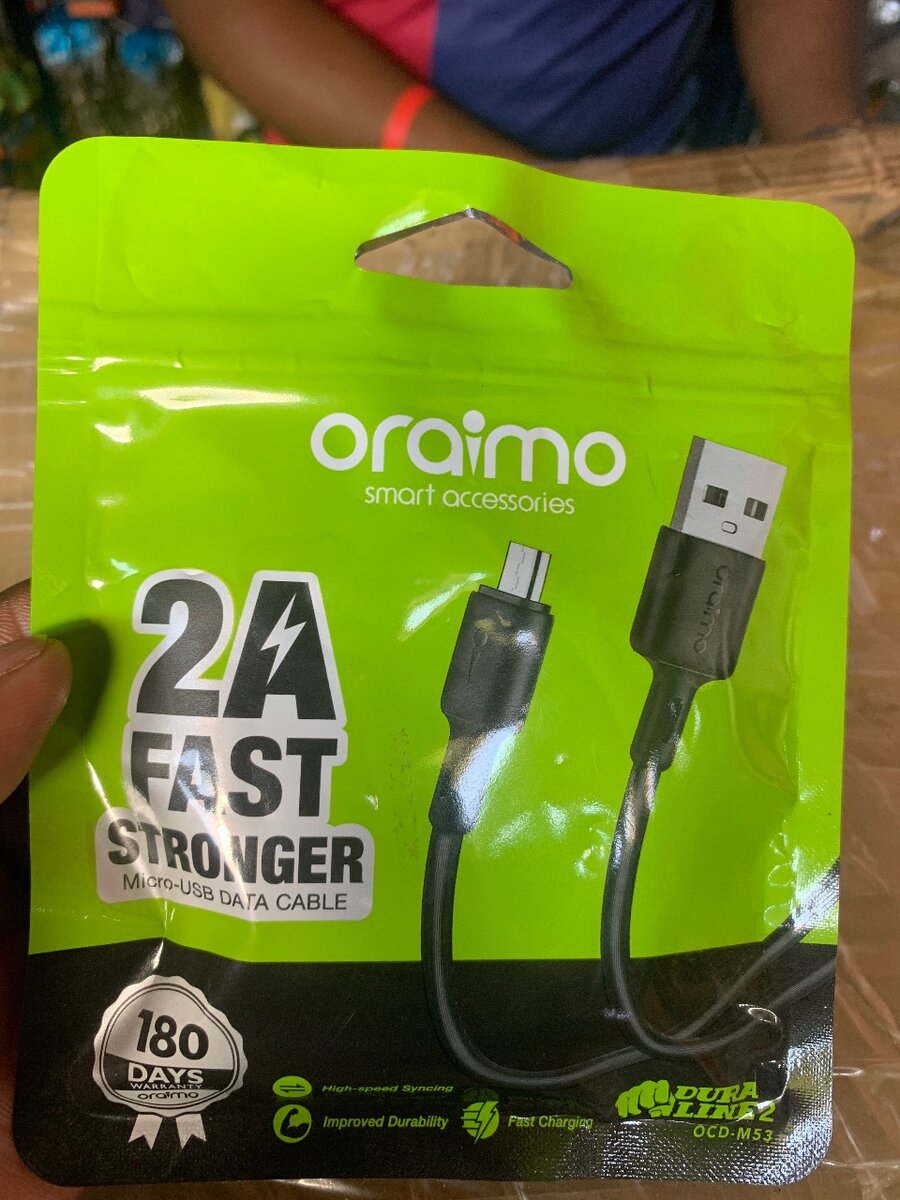 oraimo
smart accessories
oraimo
2A
FAST
STRONGER
Micro-USB DATA CABLE
180
DAYS
WARRANTY
oraimo
High-speed Syncing
Improved Durability
Fast Charging
DURA
LINE 2
OCD-M53